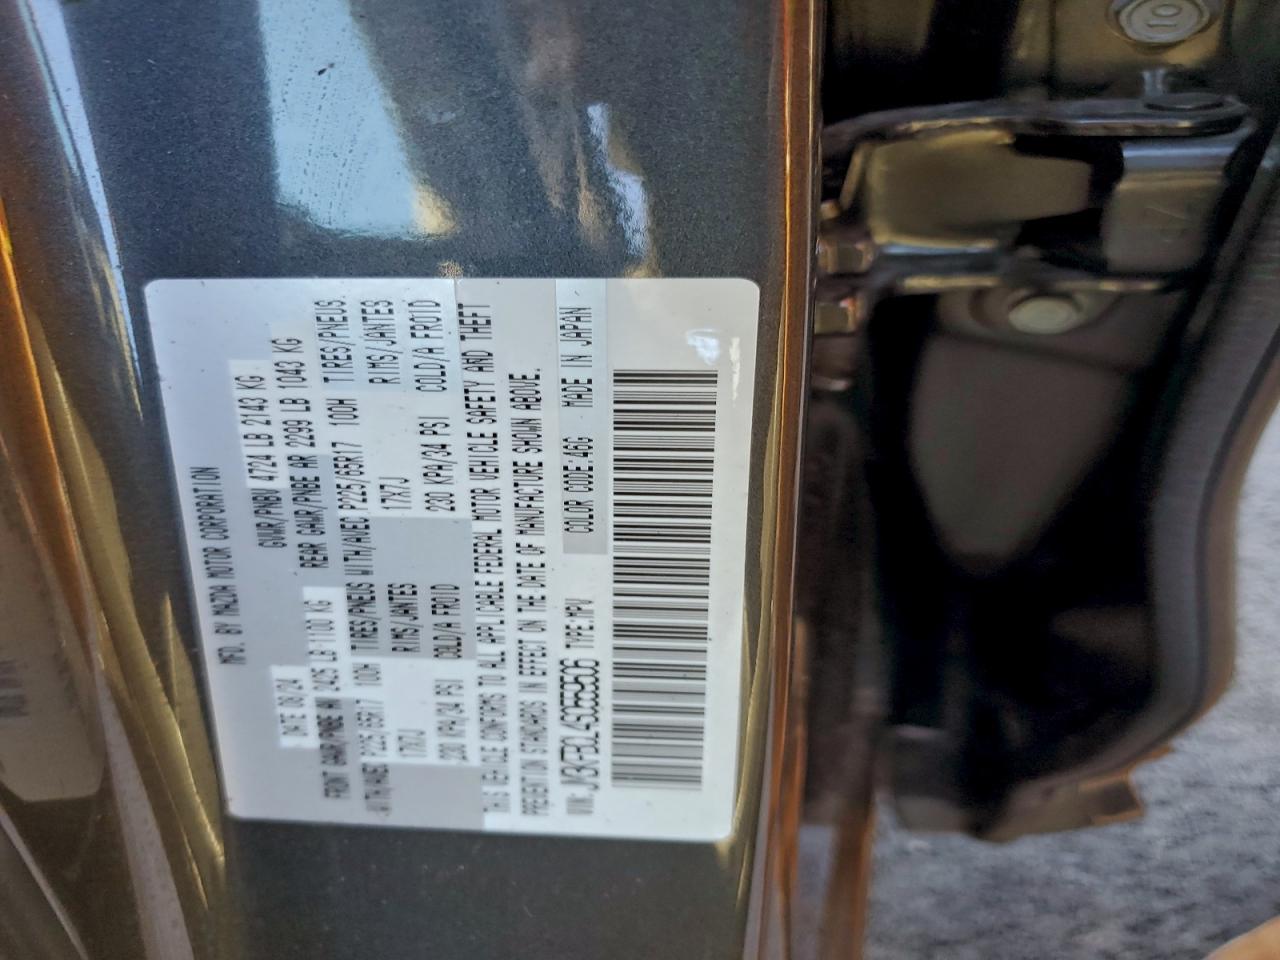 MFD. BY MAZDA MOTOR CORPORATION
DATE 08/24 GVWR/PNBV 4724 LB 2143 KG
FRONT GAWR/PNBE AV 2425 LB 1100 KG REAR GAWR/PNBE AR 2299 LB 1043 KG
WITH/AVEC P225/65R17 100H TIRES/PNEUS WITH/AVEC P225/65R17 100H TIRES/PNEUS.
17X7J RIMS/JANTES 17X7J RIMS/JANTES
230 KPA/34 PSI COLD/A FROID 230 KPA/34 PSI COLD/A FROID
THIS VEHICLE CONFORMS TO ALL APPLICABLE FEDERAL MOTOR VEHICLE SAFETY AND THEFT
PREVENTION STANDARDS IN EFFECT ON THE DATE OF MANUFACTURE SHOWN ABOVE.
VIN: TYPE:MPV COLOR CODE:46G MADE IN JAPAN
10